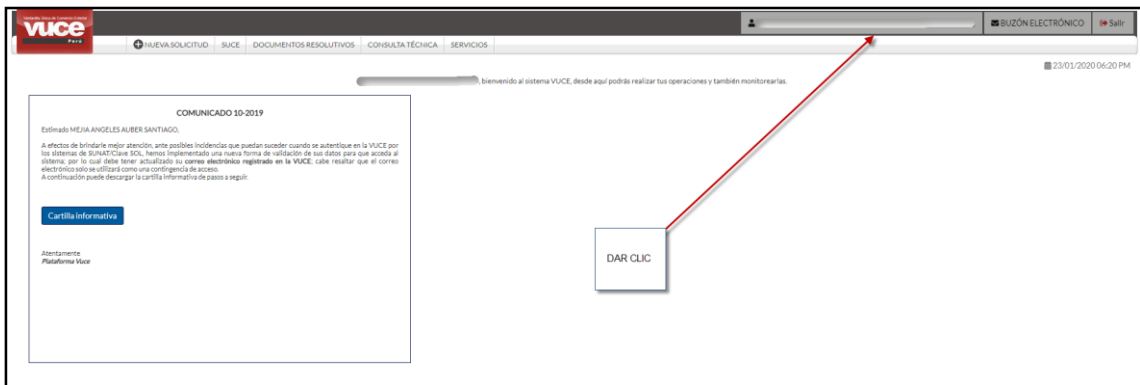 Ventanilla Única de Comercio Exterior
vuce
Perú
BUZÓN ELECTRÓNICO
Salir
NUEVA SOLICITUD SUCE DOCUMENTOS RESOLUTIVOS CONSULTA TÉCNICA SERVICIOS
23/01/2020 06:20 PM
, bienvenido al sistema VUCE, desde aquí podrás realizar tus operaciones y también monitorearlas.
COMUNICADO 10-2019
Estimado MEJIA ANGELES AUBER SANTIAGO,
A efectos de brindarle mejor atención, ante posibles incidencias que puedan suceder cuando se autentique en la VUCE por
los sistemas de SUNAT/Clave SOL, hemos implementado una nueva forma de validación de sus datos para que acceda al
sistema; por lo cual debe tener actualizado su correo electrónico registrado en la VUCE; cabe resaltar que el correo
electrónico solo se utilizará como una contingencia de acceso.
A continuación puede descargar la cartilla informativa de pasos a seguir.
Cartilla informativa
Atentamente
Plataforma Vuce
DAR CLIC